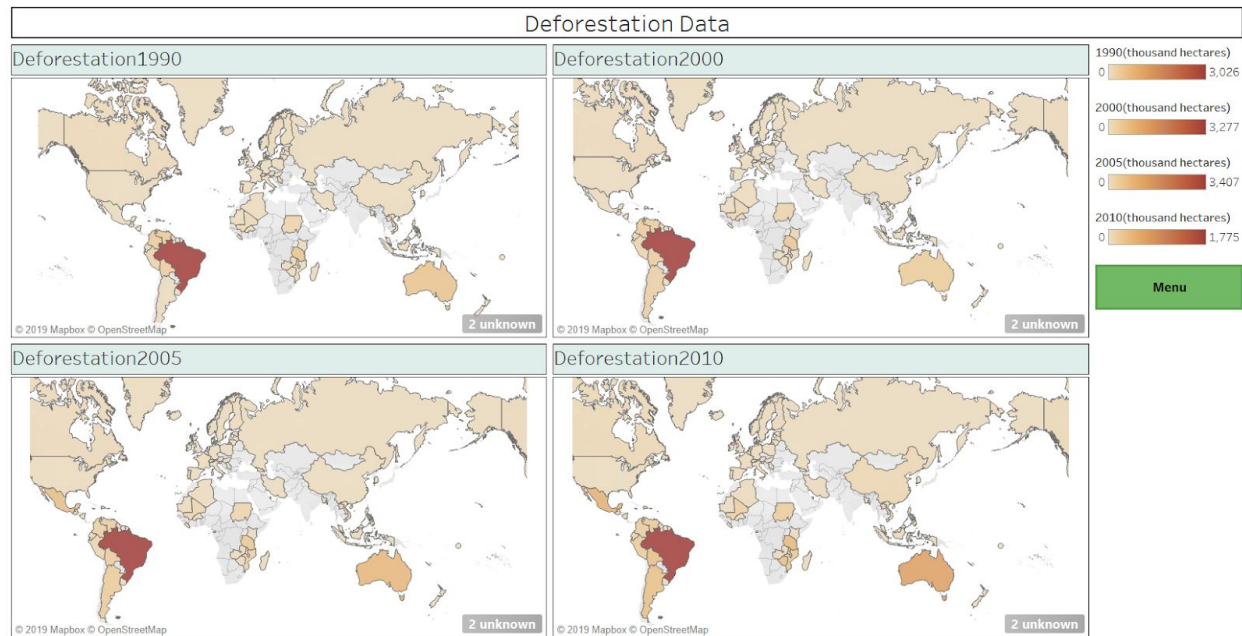 Deforestation Data
Deforestation1990
© 2019 Mapbox © OpenStreetMap
2 unknown
Deforestation2000
© 2019 Mapbox © OpenStreetMap
2 unknown
Deforestation2005
© 2019 Mapbox © OpenStreetMap
2 unknown
Deforestation2010
© 2019 Mapbox © OpenStreetMap
2 unknown
1990(thousand hectares)
0 3,026
2000(thousand hectares)
0 3,277
2005(thousand hectares)
0 3,407
2010(thousand hectares)
0 1,775
Menu